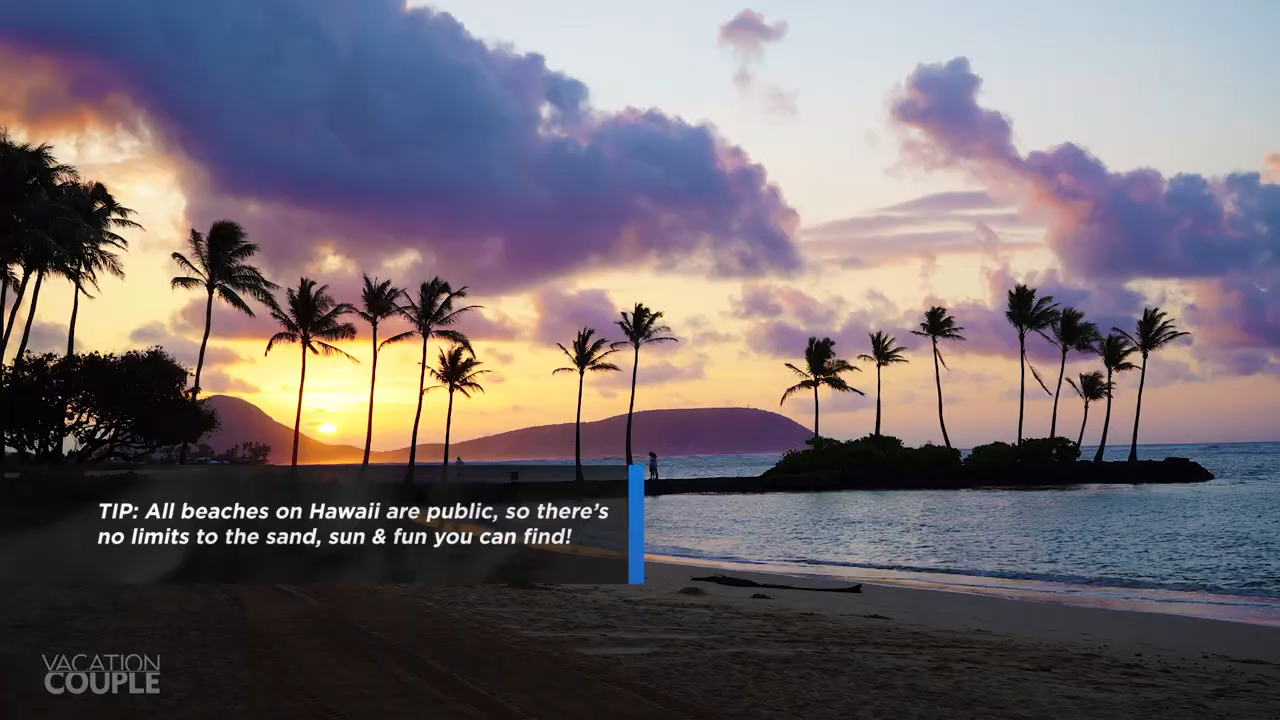 TIP: All beaches on Hawaii are public, so there's
no limits to the sand, sun & fun you can find!
VACATION
COUPLE